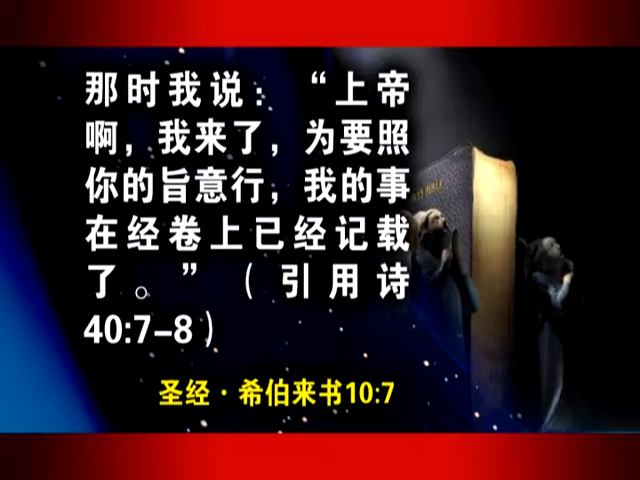 那时我说：“上帝
啊，我来了，为要照
你的旨意行，我的事
在经卷上已经记载
了。”（引用诗
40:7-8）
圣经·希伯来书10:7
HOLY BIBLE